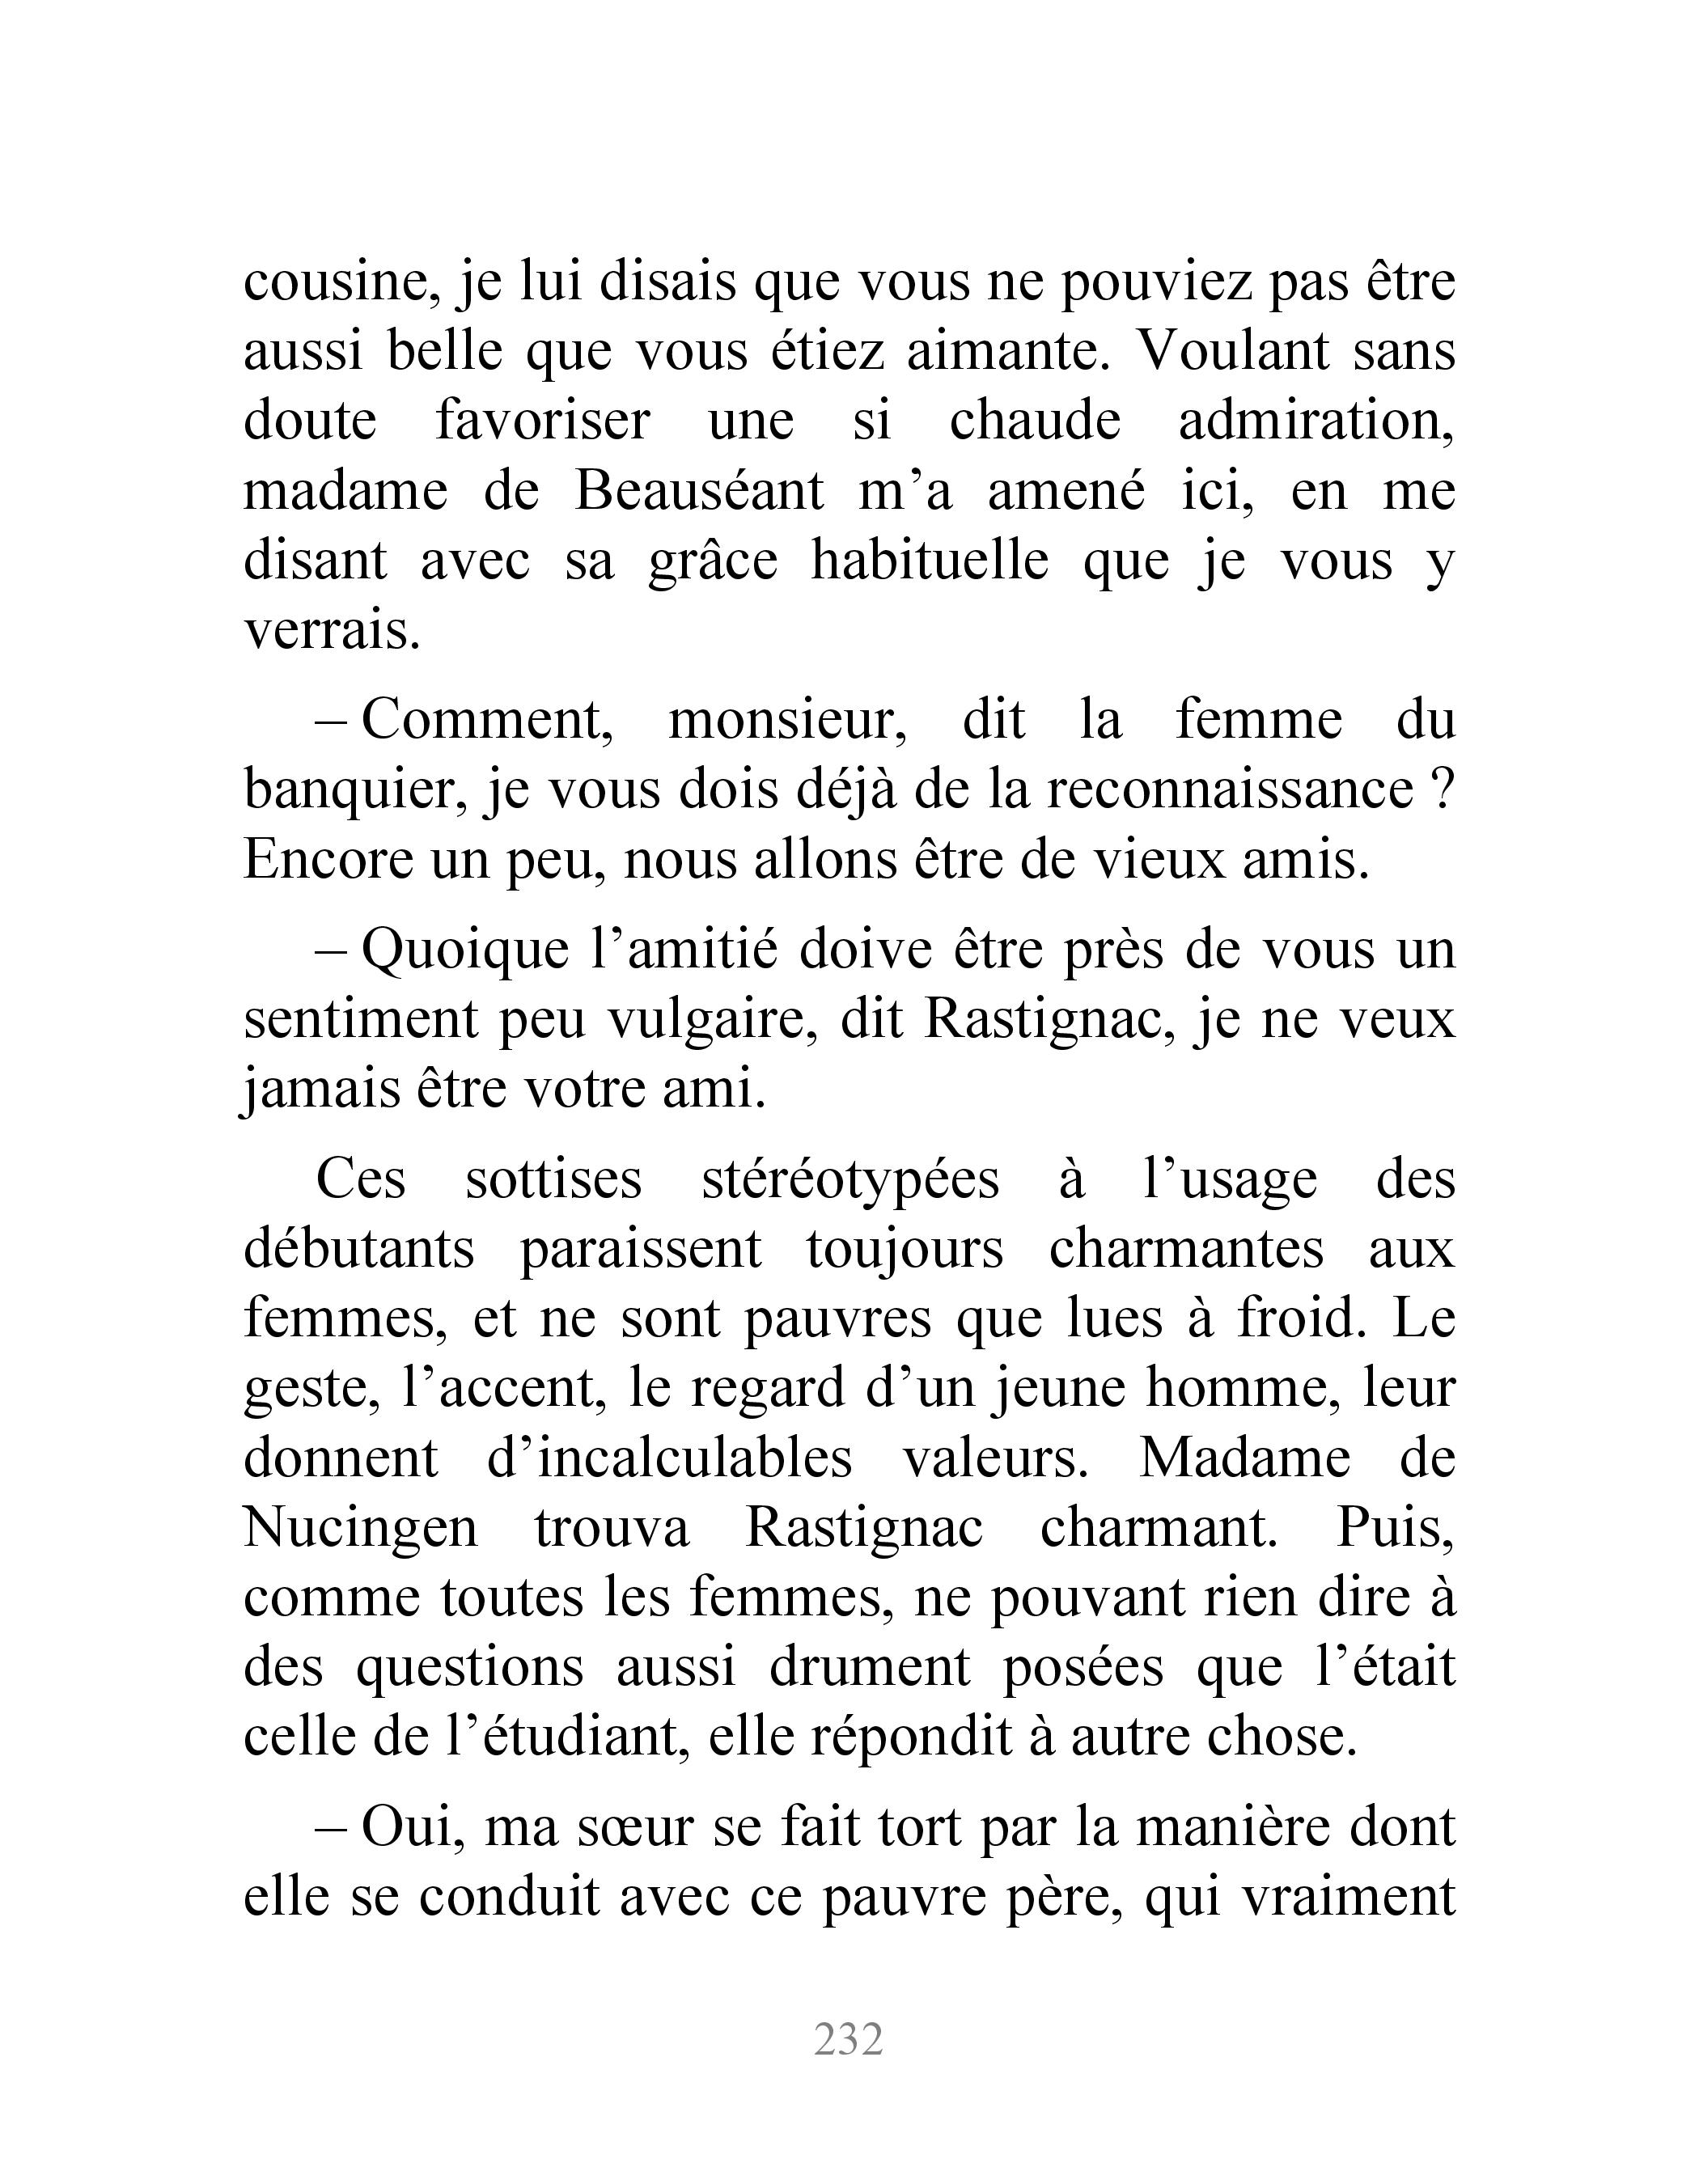 cousine, je lui disais que vous ne pouviez pas être
aussi belle que vous étiez aimante. Voulant sans
doute favoriser une si chaude admiration,
madame de Beauséant m’a amené ici, en me
disant avec sa grâce habituelle que je vous y
verrais.
– Comment, monsieur, dit la femme du
banquier, je vous dois déjà de la reconnaissance ?
Encore un peu, nous allons être de vieux amis.
– Quoique l’amitié doive être près de vous un
sentiment peu vulgaire, dit Rastignac, je ne veux
jamais être votre ami.
Ces sottises stéréotypées à l’usage des
débutants paraissent toujours charmantes aux
femmes, et ne sont pauvres que lues à froid. Le
geste, l’accent, le regard d’un jeune homme, leur
donnent d’incalculables valeurs. Madame de
Nucingen trouva Rastignac charmant. Puis,
comme toutes les femmes, ne pouvant rien dire à
des questions aussi drument posées que l’était
celle de l’étudiant, elle répondit à autre chose.
– Oui, ma sœur se fait tort par la manière dont
elle se conduit avec ce pauvre père, qui vraiment
232